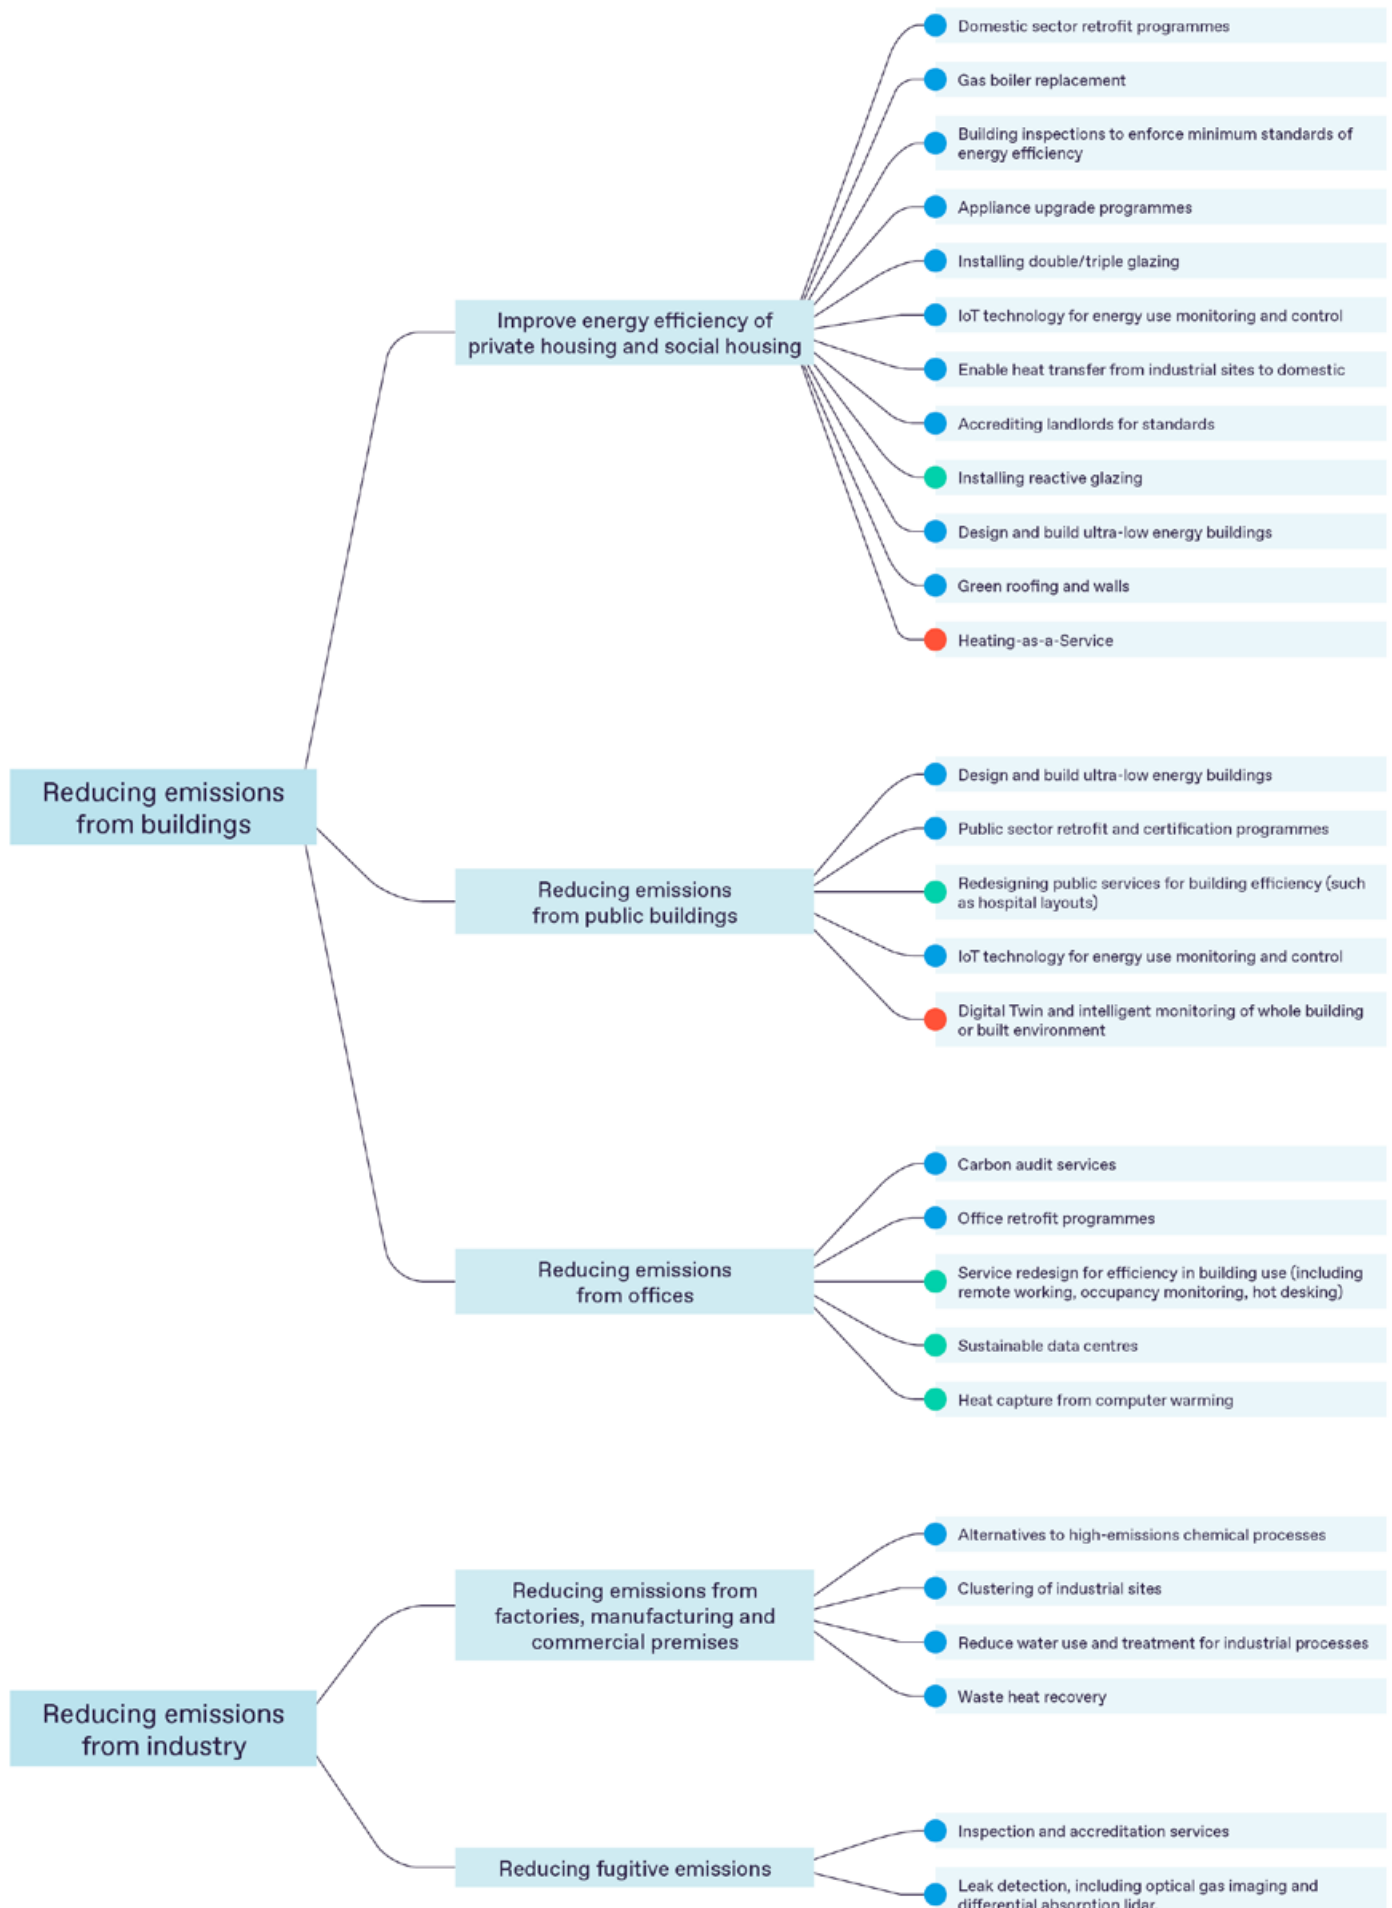 Domestic sector retrofit programmes
Gas boiler replacement
Building inspections to enforce minimum standards of
energy efficiency
Appliance upgrade programmes
Installing double/triple glazing
Improve energy efficiency of
private housing and social housing
IoT technology for energy use monitoring and control
Enable heat transfer from industrial sites to domestic
Accrediting landlords for standards
Installing reactive glazing
Design and build ultra-low energy buildings
Green roofing and walls
Heating-as-a-Service
Reducing emissions
from buildings
Design and build ultra-low energy buildings
Public sector retrofit and certification programmes
Reducing emissions
from public buildings
Redesigning public services for building efficiency (such
as hospital layouts)
IoT technology for energy use monitoring and control
Digital Twin and intelligent monitoring of whole building
or built environment
Carbon audit services
Office retrofit programmes
Reducing emissions
from offices
Service redesign for efficiency in building use (including
remote working, occupancy monitoring, hot desking)
Sustainable data centres
Heat capture from computer warming
Alternatives to high-emissions chemical processes
Clustering of industrial sites
Reducing emissions from
factories, manufacturing and
commercial premises
Reduce water use and treatment for industrial processes
Waste heat recovery
Reducing emissions
from industry
Inspection and accreditation services
Reducing fugitive emissions
Leak detection, including optical gas imaging and
differential absorption lidar